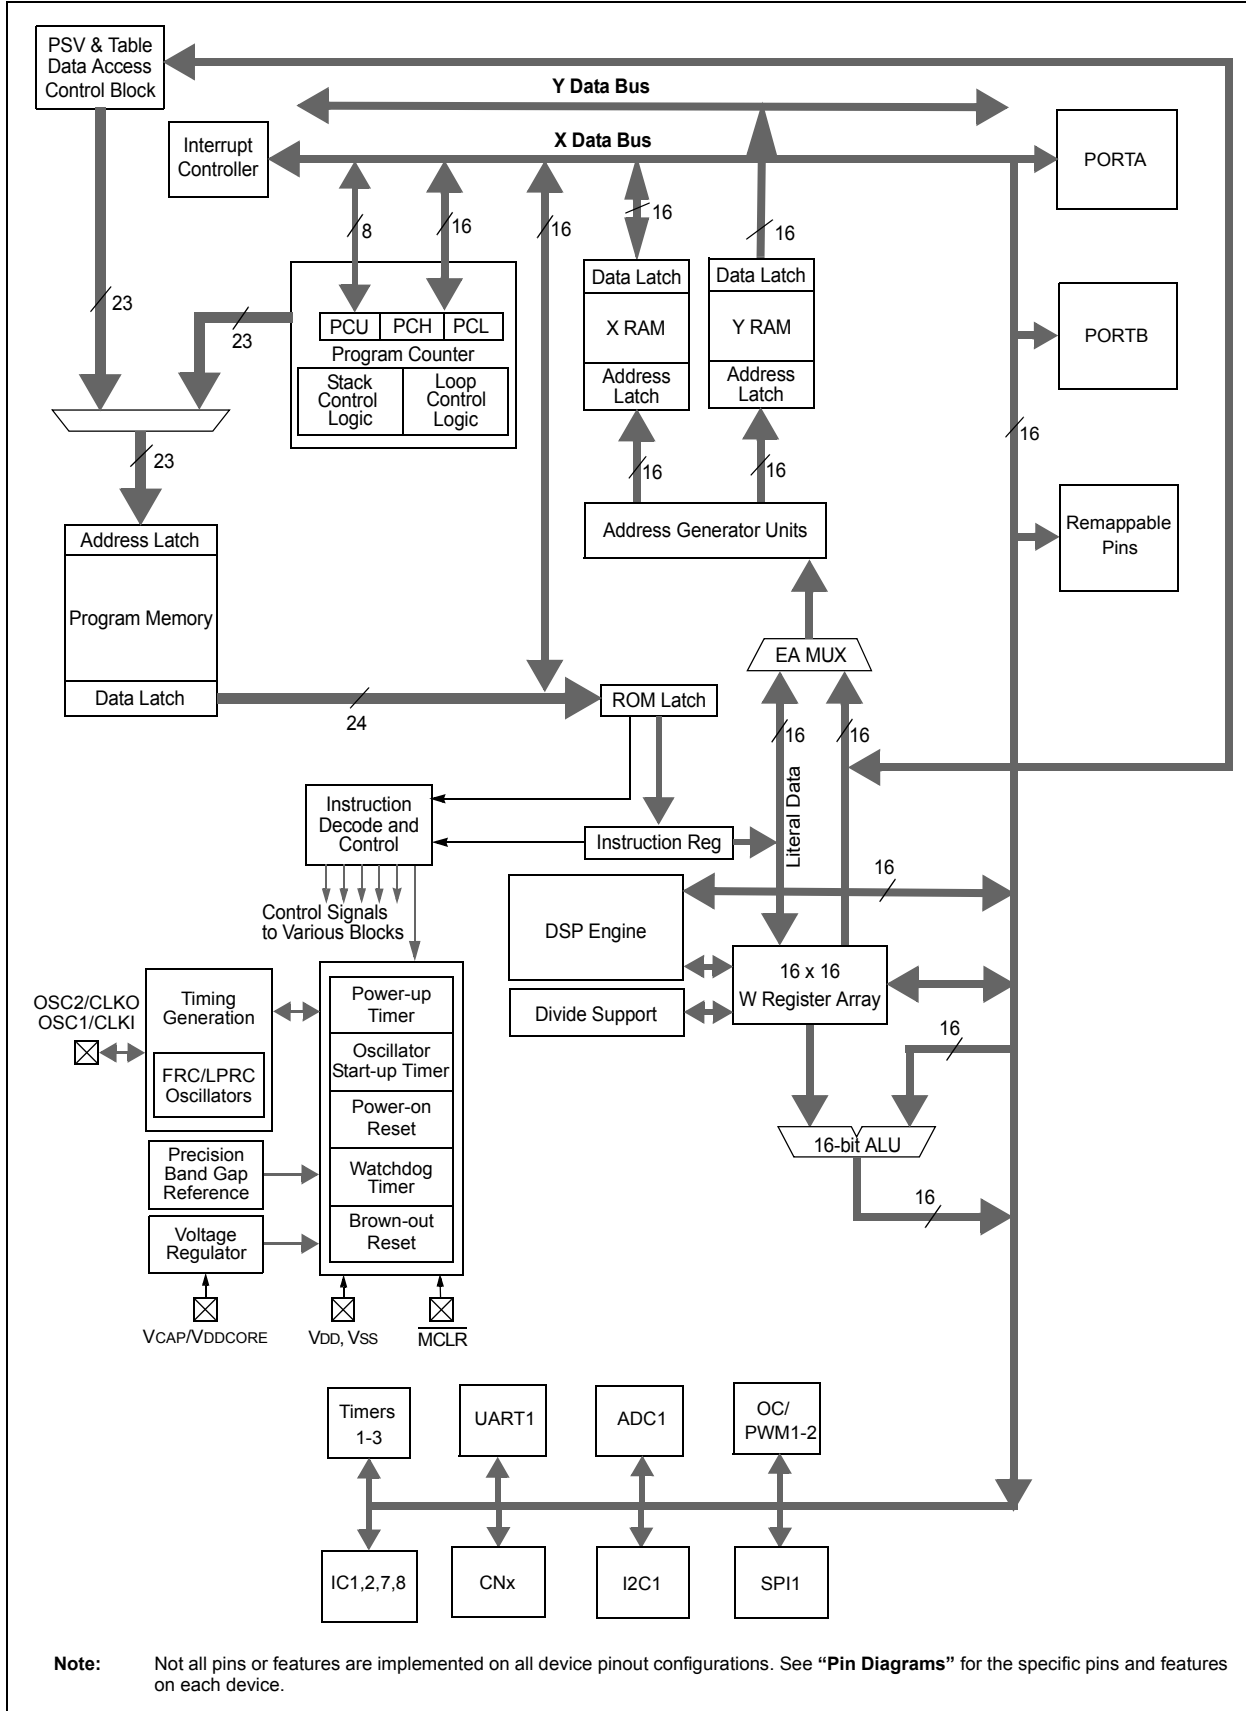 PSV & Table
Data Access
Control Block
Y Data Bus
X Data Bus
Interrupt
Controller
PORTA
8
16
16
16
16
23
23
Data Latch
X RAM
Address
Latch
Data Latch
Y RAM
Address
Latch
PCU
PCH
PCL
Program Counter
Stack
Control
Logic
Loop
Control
Logic
PORTB
16
23
16
16
Address Generator Units
Remappable
Pins
Address Latch
Program Memory
Data Latch
24
EA MUX
ROM Latch
16
16
Literal Data
Instruction
Decode and
Control
Instruction Reg
Control Signals
to Various Blocks
DSP Engine
16
16 x 16
W Register Array
Divide Support
OSC2/CLKO
OSC1/CLKI
Timing
Generation
FRC/LPRC
Oscillators
Power-up
Timer
Oscillator
Start-up Timer
Power-on
Reset
Watchdog
Timer
Brown-out
Reset
16
16-bit ALU
16
Precision
Band Gap
Reference
Voltage
Regulator
VCAP/VDDCORE
VDD, VSS
MCLR
Timers
1-3
UART1
ADC1
OC/
PWM1-2
IC1,2,7,8
CNx
I2C1
SPI1
Note: Not all pins or features are implemented on all device pinout configurations. See “Pin Diagrams” for the specific pins and features
on each device.